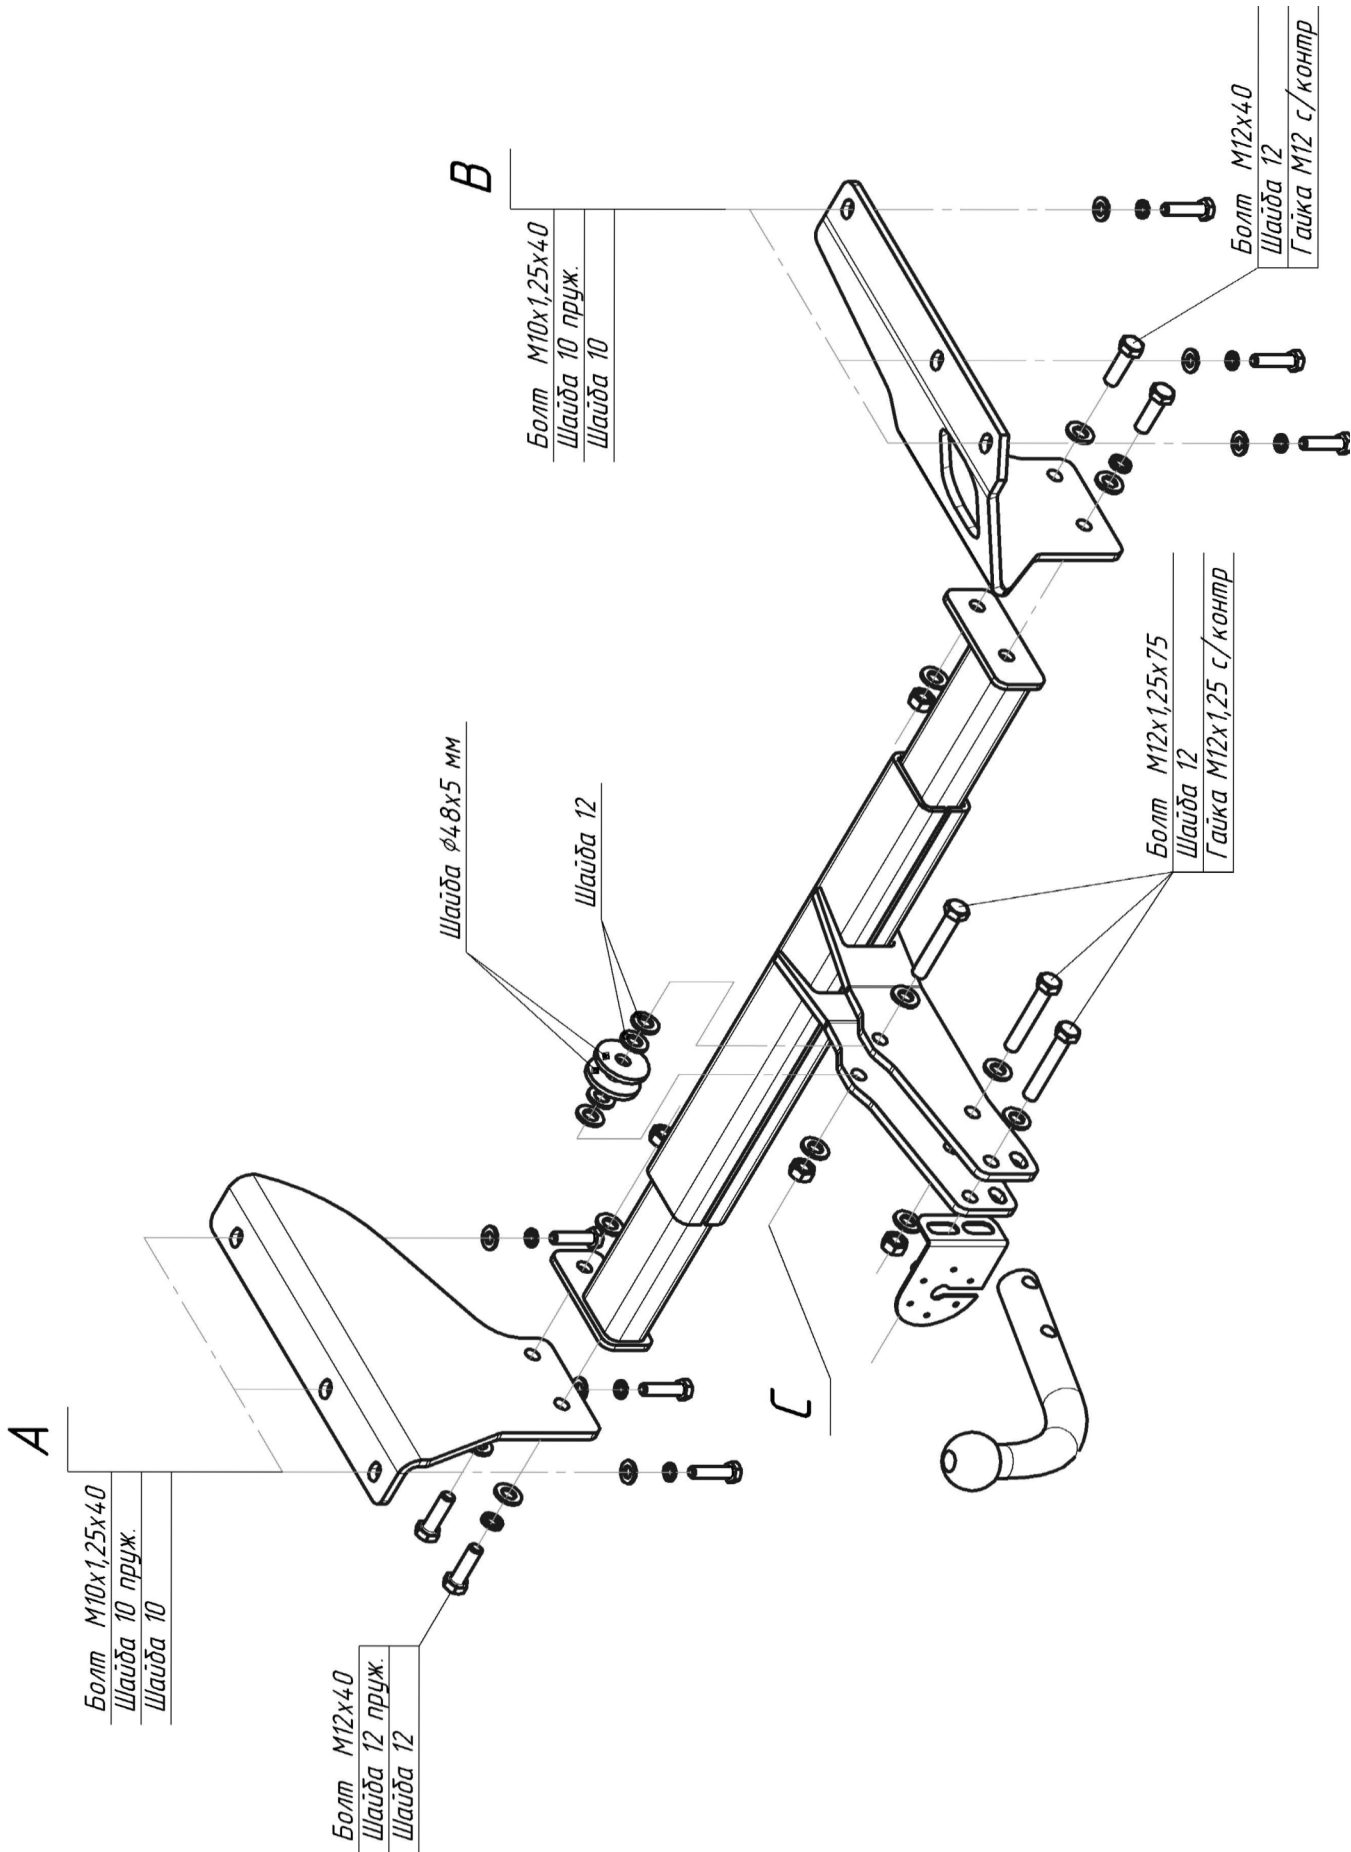 A
Болт М10х1,25х40
Шайба 10 пруж.
Шайба 10
Болт М12х40
Шайба 12 пруж.
Шайба 12
Шайба ϕ48х5 мм
Шайба 12
B
Болт М10х1,25х40
Шайба 10 пруж.
Шайба 10
C
Болт М12х1,25х75
Шайба 12
Гайка М12х1,25 с/контр
Болт М12х40
Шайба 12
Гайка М12 с/контр